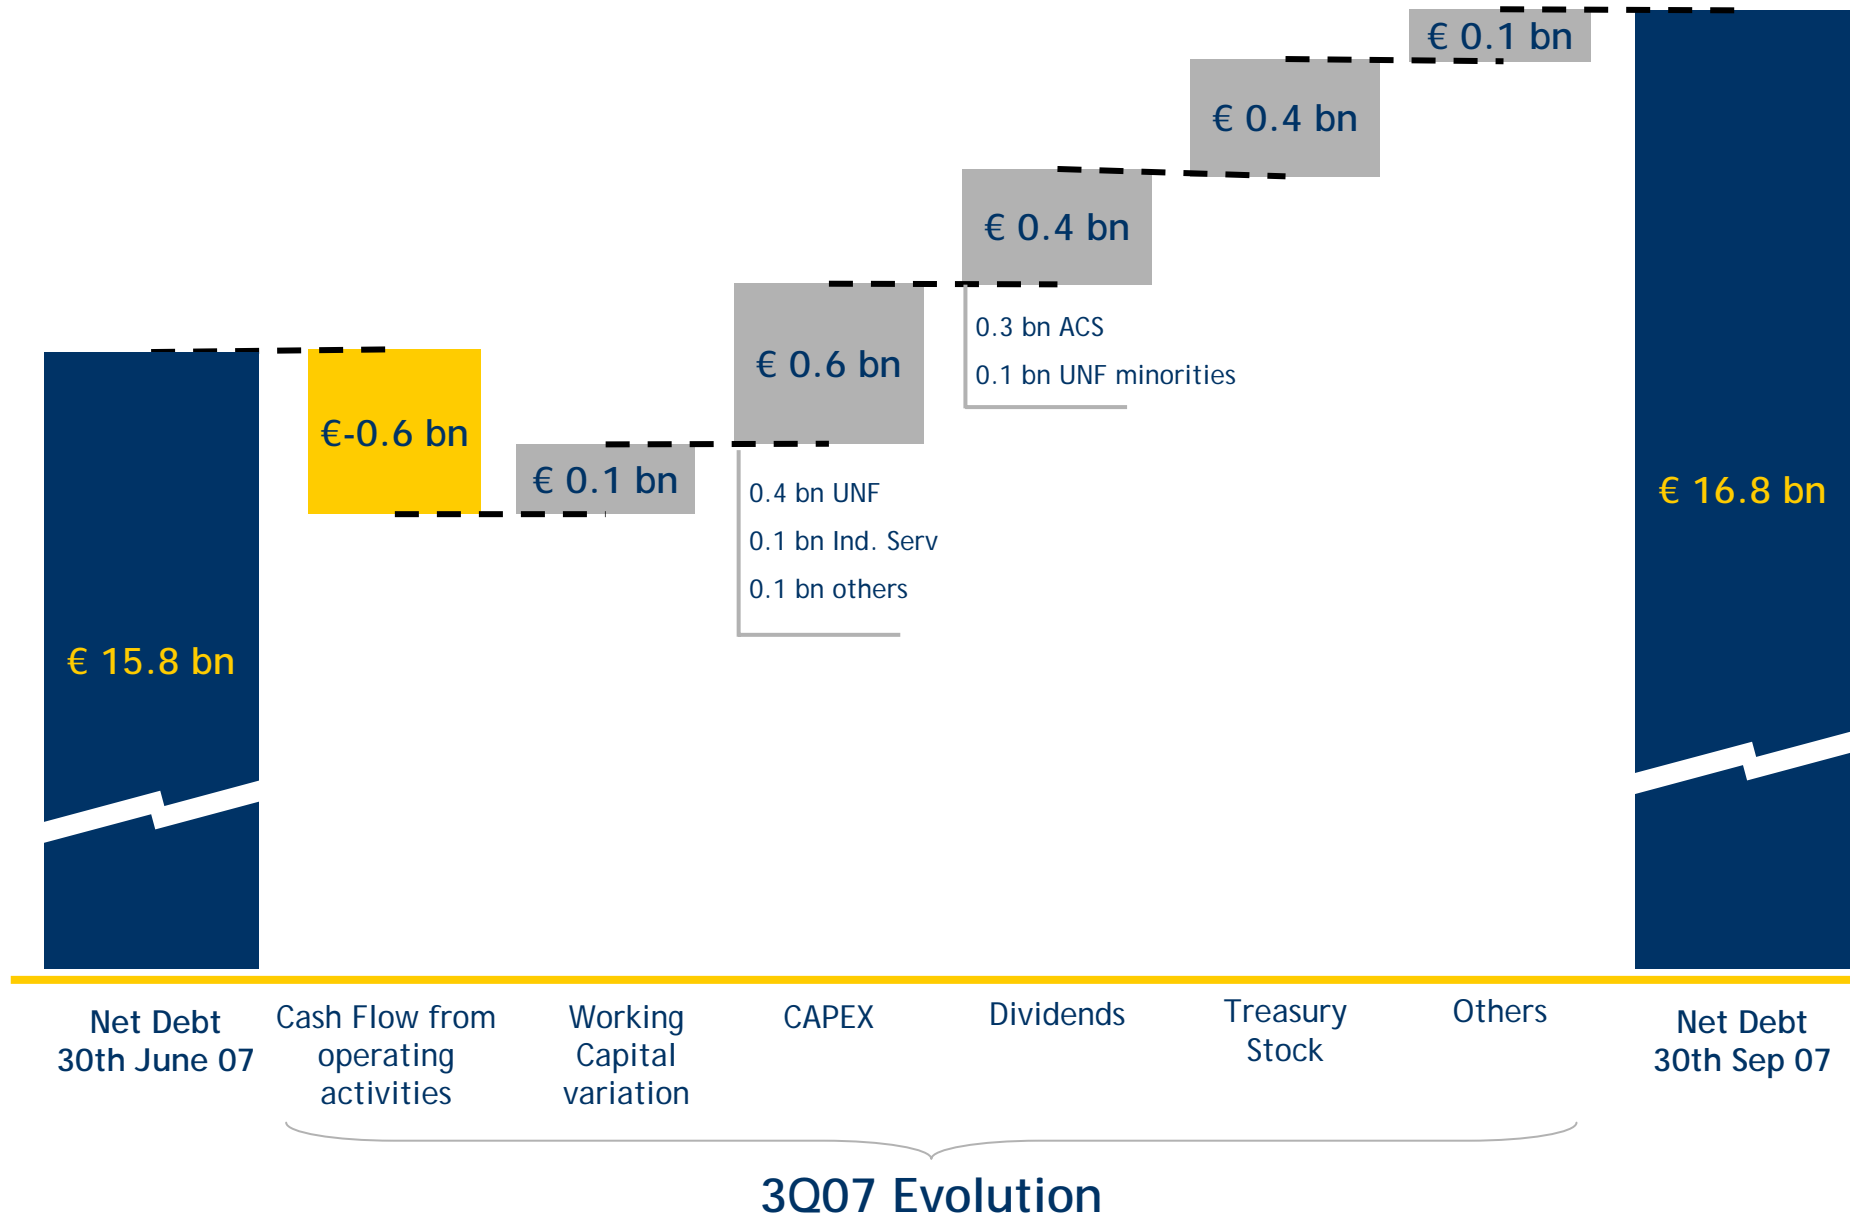 € 0.1 bn
€ 0.4 bn
€ 0.4 bn
0.3 bn ACS
0.1 bn UNF minorities
€ 0.6 bn
€-0.6 bn
€ 0.1 bn
0.4 bn UNF
0.1 bn Ind. Serv
0.1 bn others
€ 16.8 bn
€ 15.8 bn
Net Debt
30th June 07
Cash Flow from
operating
activities
Working
Capital
variation
CAPEX
Dividends
Treasury
Stock
Others
Net Debt
30th Sep 07
3Q07 Evolution